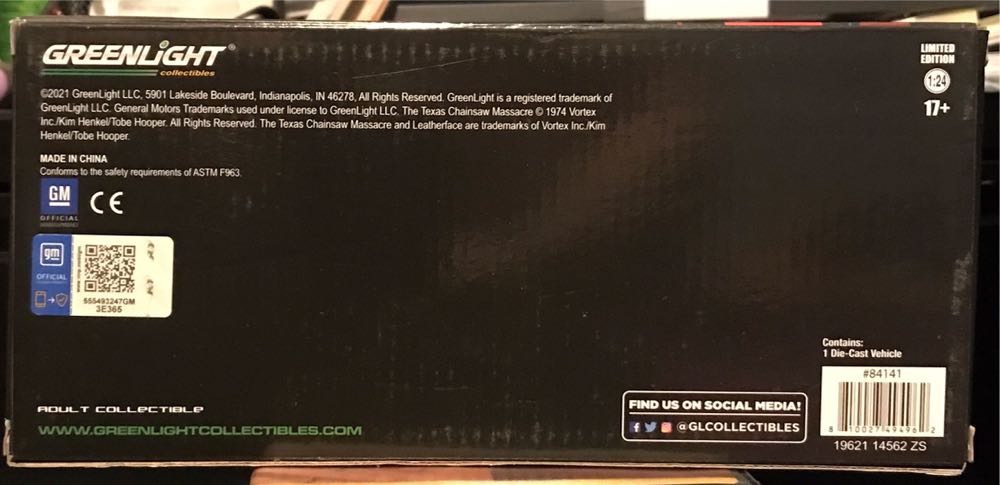 GREENLiGHT®
collectibles
LIMITED
EDITION
1:24
17+
©2021 GreenLight LLC, 5901 Lakeside Boulevard, Indianapolis, IN 46278, All Rights Reserved. GreenLight is a registered trademark of
GreenLight LLC. General Motors Trademarks used under license to GreenLight LLC. The Texas Chainsaw Massacre © 1974 Vortex
Inc./Kim Henkel/Tobe Hooper. All Rights Reserved. The Texas Chainsaw Massacre and Leatherface are trademarks of Vortex Inc./Kim
Henkel/Tobe Hooper.
MADE IN CHINA
Conforms to the safety requirements of ASTM F963.
GM
OFFICIAL
CE
gm
OFFICIAL
555493247GM
3E365
Contains:
1 Die-Cast Vehicle
#84141
8 10027 49496 2
19621 14562 ZS
ADULT COLLECTIBLE
WWW.GREENLIGHTCOLLECTIBLES.COM
FIND US ON SOCIAL MEDIA!
@GLCOLLECTIBLES